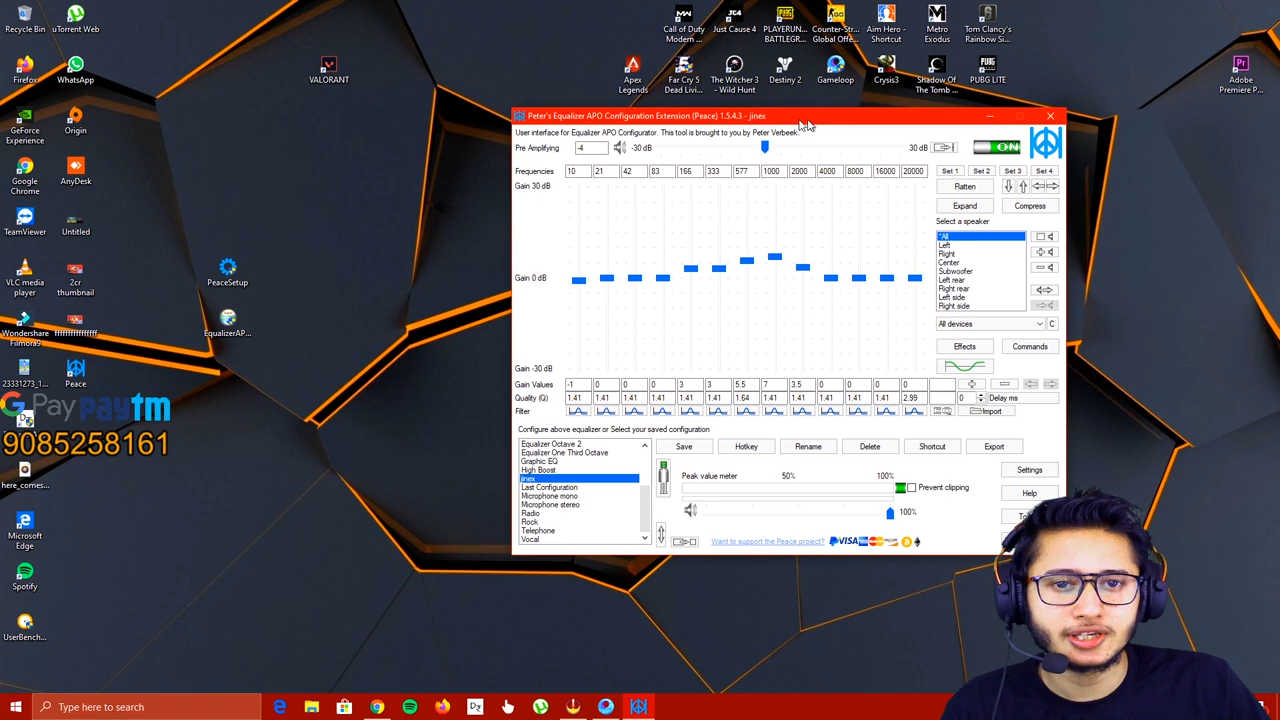 Recycle Bin
uTorrent Web
Firefox
WhatsApp
GeForce
Experience
Origin
Google
Chrome
AnyDesk
TeamViewer
Untitled
VLC media
player
2cr
thumbnail
Wondershare
Filmora9
ffffffffffffffff
23331273_1...
Peace
G Pay paytm
9085258161
here_comes...
Microsoft
Edge
Spotify
UserBench...
VALORANT
PeaceSetup
EqualizerAP...
Call of Duty
Modern ...
Just Cause 4
PLAYERUN...
BATTLEGR...
Counter-Str...
Global Offe...
Aim Hero -
Shortcut
Metro
Exodus
Tom Clancy's
Rainbow Si...
Apex
Legends
Far Cry 5
Dead Livi...
The Witcher 3
- Wild Hunt
Destiny 2
Gameloop
Crysis3
Shadow Of
The Tomb ...
PUBG LITE
Adobe
Premiere P...
Peter's Equalizer APO Configuration Extension (Peace) 1.5.4.3 - jinex
User interface for Equalizer APO Configurator. This tool is brought to you by Peter Verbeek.
Pre Amplifying -4 -30 dB 30 dB ON
Frequencies 10 21 42 83 166 333 577 1000 2000 4000 8000 16000 20000
Set 1 Set 2 Set 3 Set 4
Gain 30 dB
Flatten
Expand Compress
Select a speaker
*All
Left
Right
Center
Subwoofer
Left rear
Right rear
Left side
Right side
Gain 0 dB
All devices C
Effects Commands
Gain -30 dB
Gain Values -1 0 0 0 3 3 5.5 7 3.5 0 0 0 0
Quality (Q) 1.41 1.41 1.41 1.41 1.41 1.41 1.64 1.41 1.41 1.41 1.41 1.41 2.99 0 Delay ms
Filter Import
Configure above equalizer or Select your saved configuration
Equalizer Octave 2
Equalizer One Third Octave
Graphic EQ
High Boost
jinex
Last Configuration
Microphone mono
Microphone stereo
Radio
Rock
Telephone
Vocal
Save Hotkey Rename Delete Shortcut Export
Peak value meter 50% 100%
Prevent clipping
100%
Settings
Help
Want to support the Peace project? PayPal VISA
Type here to search